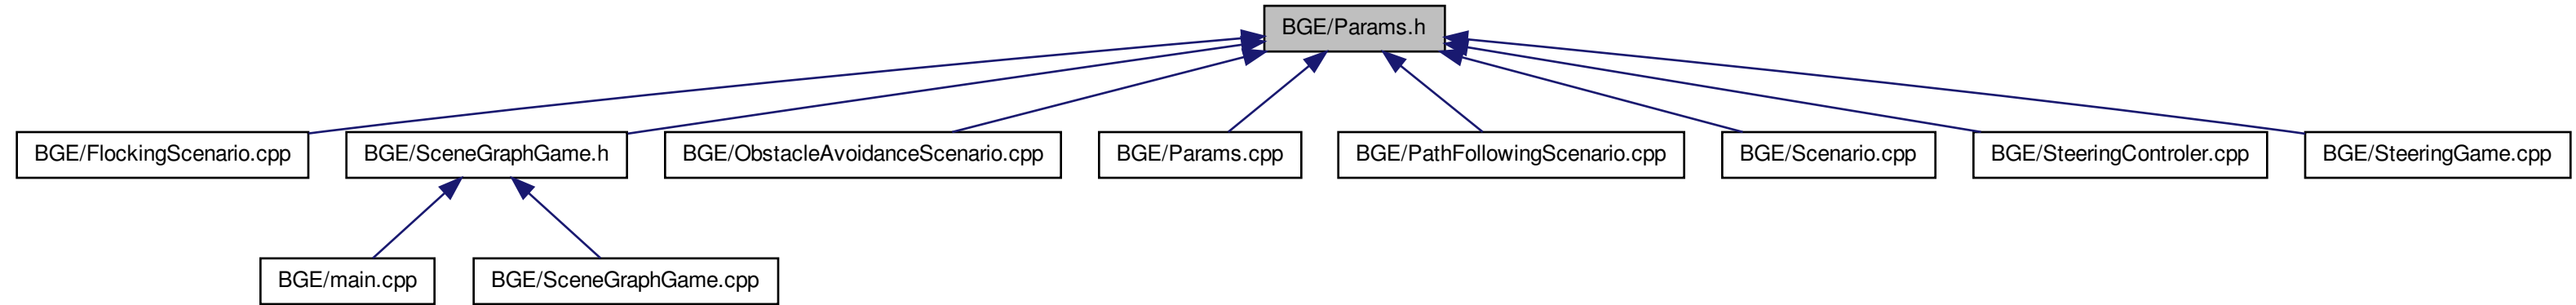 BGE/Params.h
BGE/FlockingScenario.cpp
BGE/SceneGraphGame.h
BGE/ObstacleAvoidanceScenario.cpp
BGE/Params.cpp
BGE/PathFollowingScenario.cpp
BGE/Scenario.cpp
BGE/SteeringControler.cpp
BGE/SteeringGame.cpp
BGE/main.cpp
BGE/SceneGraphGame.cpp